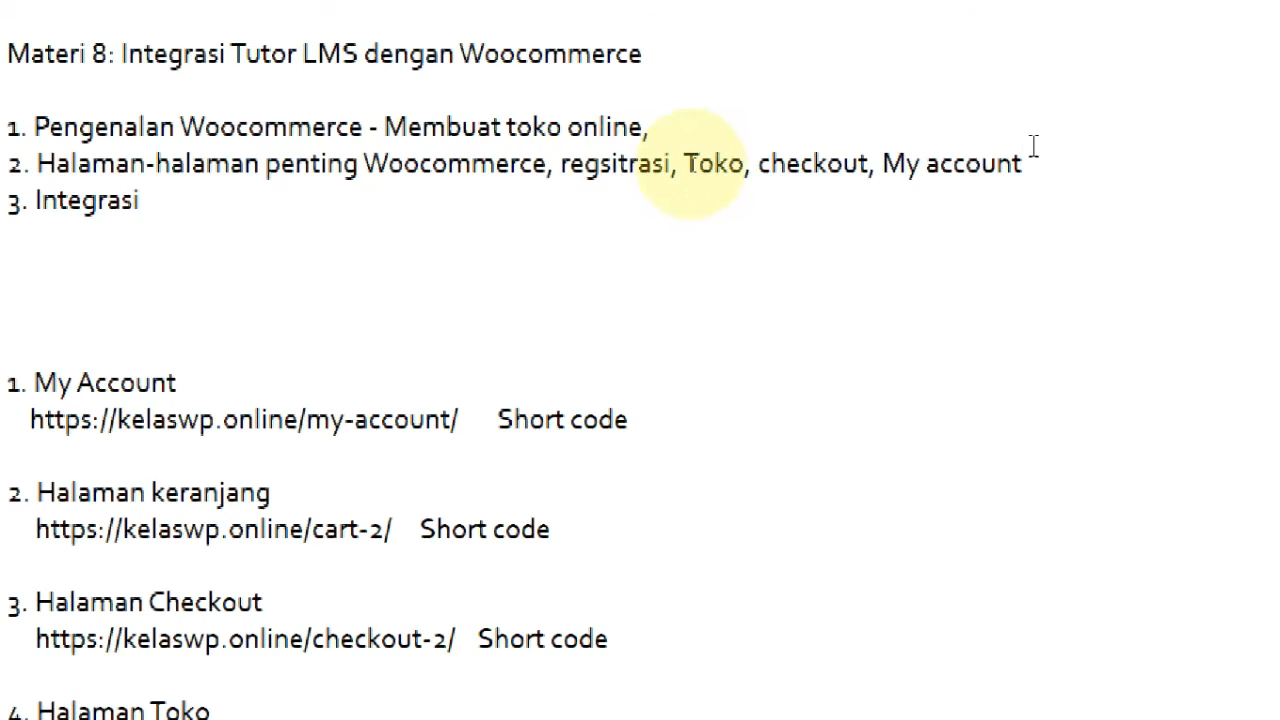 Materi 8: Integrasi Tutor LMS dengan Woocommerce
1. Pengenalan Woocommerce - Membuat toko online,
2. Halaman-halaman penting Woocommerce, regsitrasi, Toko, checkout, My account
3. Integrasi
1. My Account
https://kelaswp.online/my-account/ Short code
2. Halaman keranjang
https://kelaswp.online/cart-2/ Short code
3. Halaman Checkout
https://kelaswp.online/checkout-2/ Short code
4. Halaman Toko